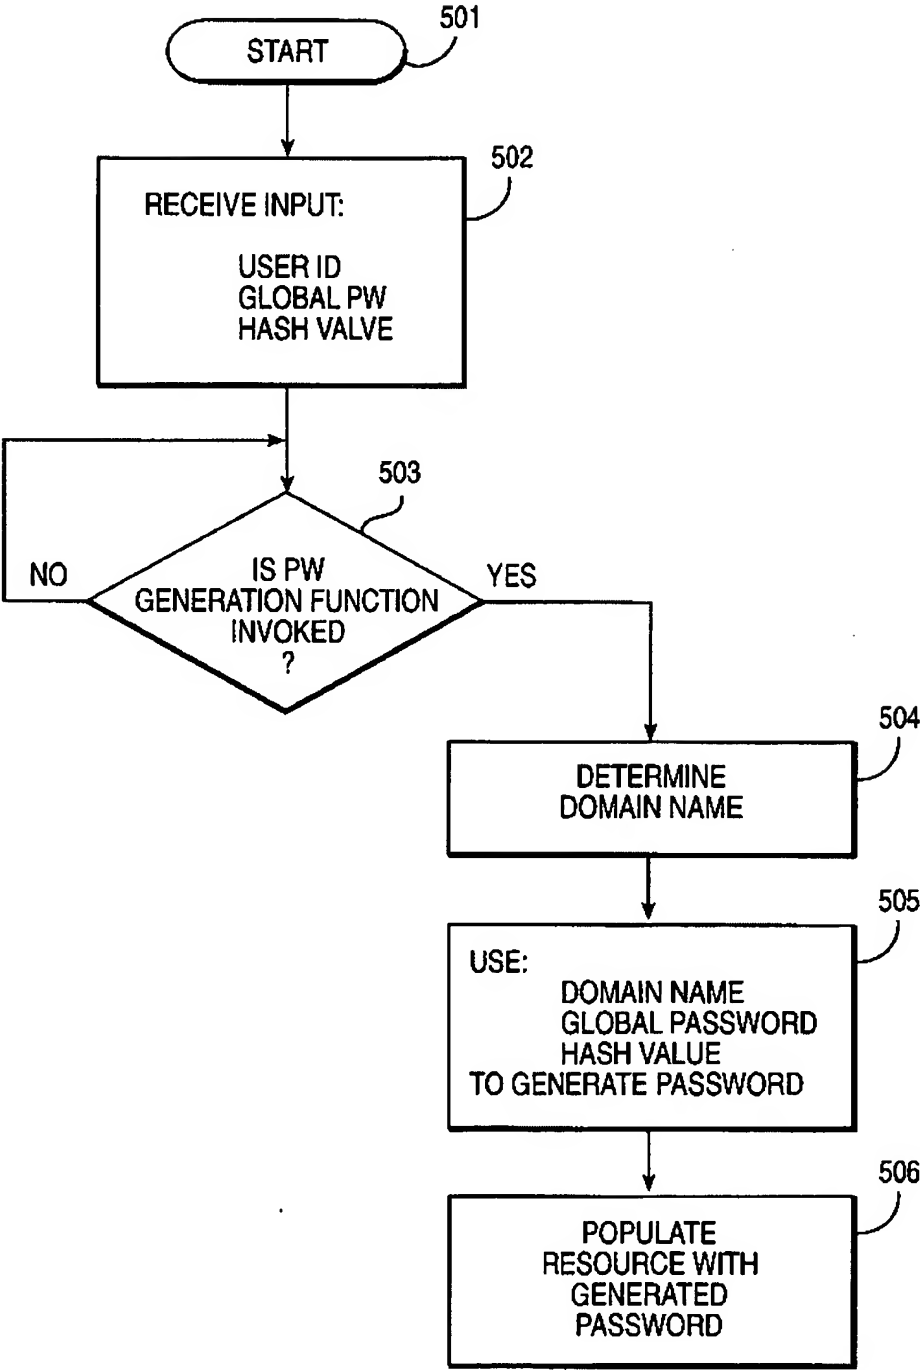 START
501
502
RECEIVE INPUT:
USER ID
GLOBAL PW
HASH VALVE
503
NO
IS PW
GENERATION FUNCTION
INVOKED
?
YES
504
DETERMINE
DOMAIN NAME
505
USE:
DOMAIN NAME
GLOBAL PASSWORD
HASH VALUE
TO GENERATE PASSWORD
506
POPULATE
RESOURCE WITH
GENERATED
PASSWORD